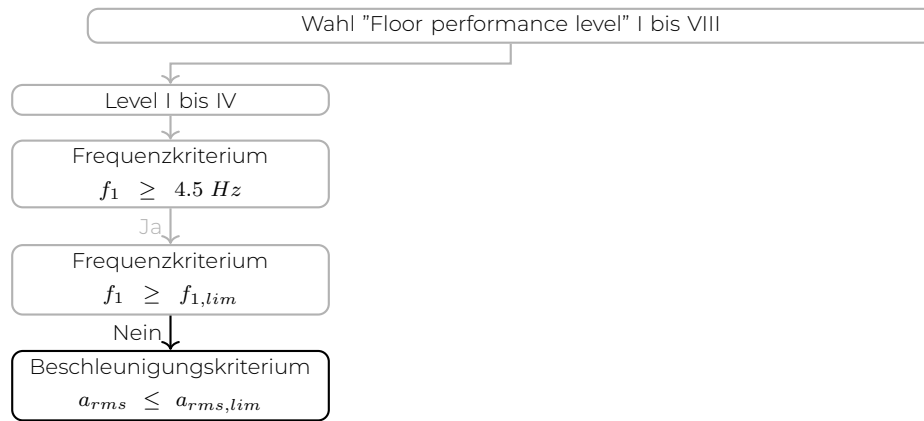 Wahl ”Floor performance level” I bis VIII
Level I bis IV
Frequenzkriterium
f₁ ≥ 4.5 Hz
Ja
Frequenzkriterium
f₁ ≥ f₁,lim
Nein
Beschleunigungskriterium
arms ≤ arms,lim